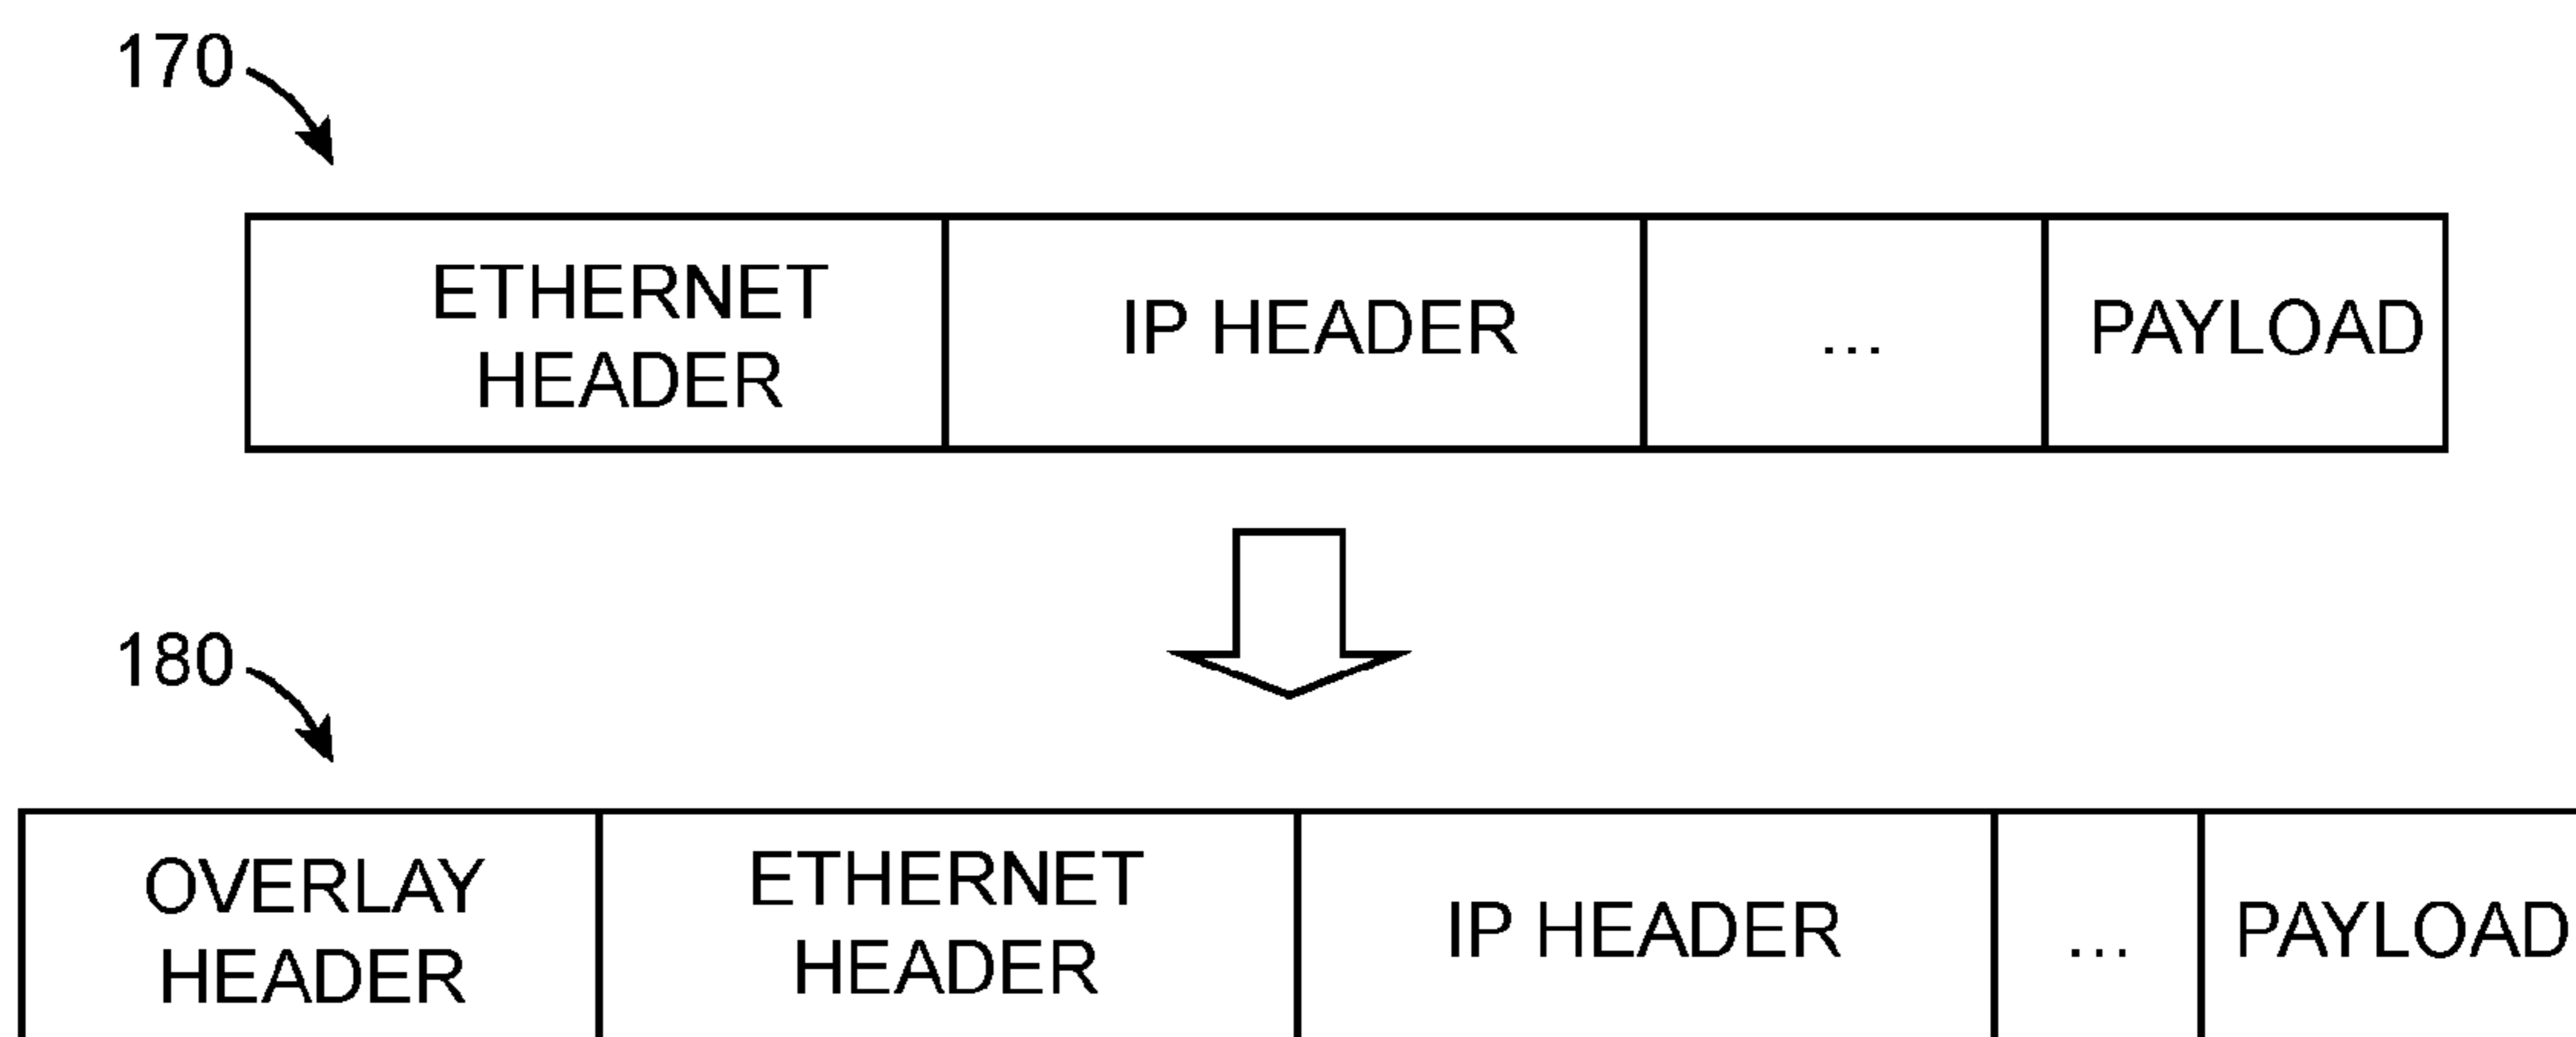 170
ETHERNET
HEADER
IP HEADER
...
PAYLOAD
180
OVERLAY
HEADER
ETHERNET
HEADER
IP HEADER
...
PAYLOAD